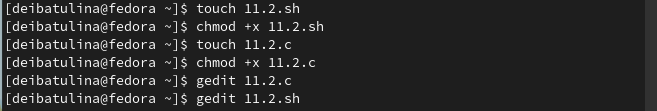 [deibatulina@fedora ~]$ touch 11.2.sh
[deibatulina@fedora ~]$ chmod +x 11.2.sh
[deibatulina@fedora ~]$ touch 11.2.c
[deibatulina@fedora ~]$ chmod +x 11.2.c
[deibatulina@fedora ~]$ gedit 11.2.c
[deibatulina@fedora ~]$ gedit 11.2.sh